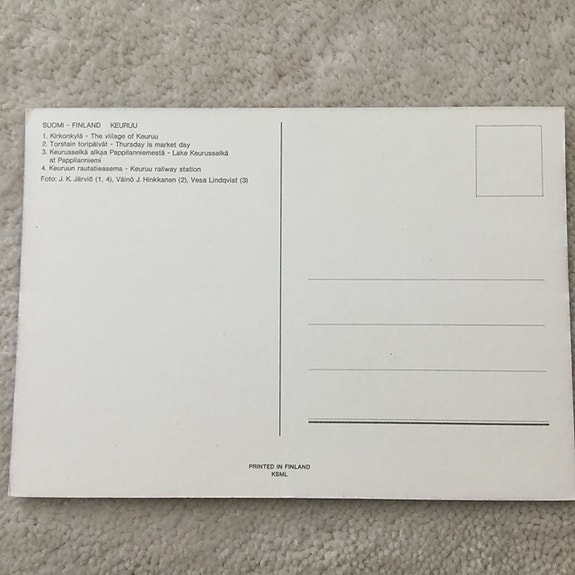 SUOMI - FINLAND KEURUU
1. Kirkonkylä - The village of Keuruu
2. Torstain toripäivät - Thursday is market day
3. Keurusselkä alkaa Pappilanniemestä - Lake Keurusselkä
at Pappilanniemi
4. Keuruun rautatieasema - Keuruu railway station
Foto: J. K. Järviö (1, 4), Väinö J. Hinkkanen (2), Vesa Lindqvist (3)
PRINTED IN FINLAND
KSML